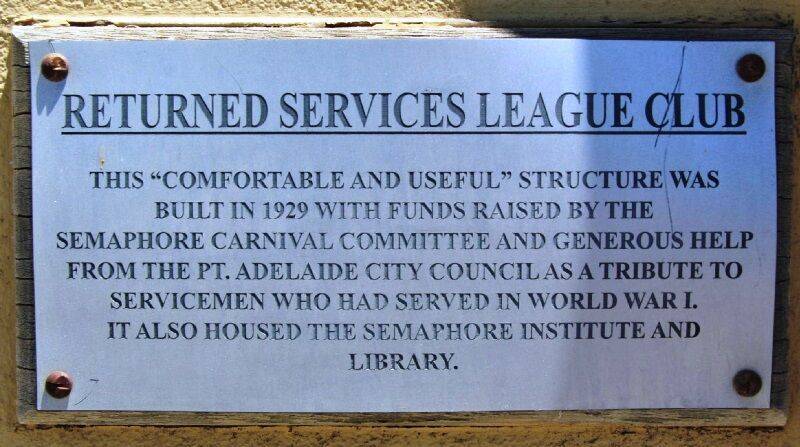 RETURNED SERVICES LEAGUE CLUB
THIS “COMFORTABLE AND USEFUL” STRUCTURE WAS
BUILT IN 1929 WITH FUNDS RAISED BY THE
SEMAPHORE CARNIVAL COMMITTEE AND GENEROUS HELP
FROM THE PT. ADELAIDE CITY COUNCIL AS A TRIBUTE TO
SERVICEMEN WHO HAD SERVED IN WORLD WAR I.
IT ALSO HOUSED THE SEMAPHORE INSTITUTE AND
LIBRARY.